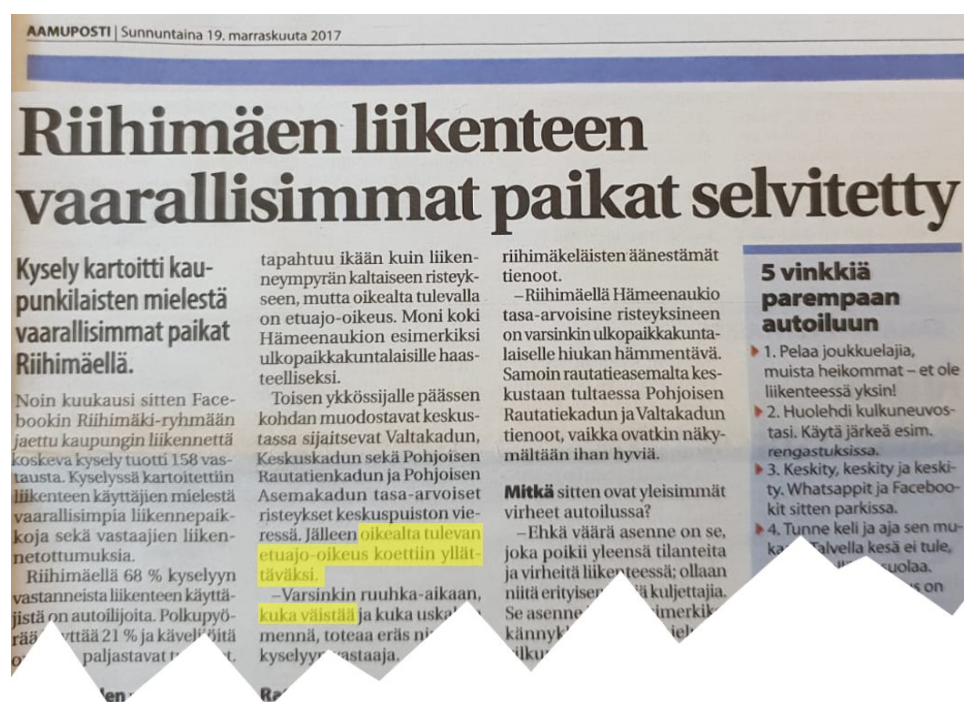 AAMUPOSTI | Sunnuntaina 19. marraskuuta 2017
Riihimäen liikenteen
vaarallisimmat paikat selvitetty
Kysely kartoitti kau-
punkilaisten mielestä
vaarallisimmat paikat
Riihimäellä.
Noin kuukausi sitten Face-
bookin Riihimäki-ryhmään
jaettu kaupungin liikennettä
koskeva kysely tuotti 158 vas-
tausta. Kyselyssä kartoitettiin
liikenteen käyttäjien mielestä
vaarallisimpia liikennepaik-
koja sekä vastaajien liiken-
netottumuksia.
Riihimäellä 68 % kyselyyn
vastanneista liikenteen käyttä-
jistä on autoilijoita. Polkupyö-
21 % ja
paljastavat
tapahtuu ikään kuin liiken-
neympyrän kaltaiseen risteyk-
seen, mutta oikealta tulevalla
on etuajo-oikeus. Moni koki
Hämeenaukion esimerkiksi
ulkopaikkakuntalaisille haas-
teelliseksi.
Toisen ykkössijalle päässen
kohdan muodostavat keskus-
tassa sijaitsevat Valtakadun,
Keskuskadun sekä Pohjoisen
Rautatienkadun ja Pohjoisen
Asemakadun tasa-arvoiset
risteykset keskuspuiston vie-
ressä. Jälleen oikealta tulevan
etuajo-oikeus koettiin yllät-
täväksi.
–Varsinkin ruuhka-aikaan,
kuka väistää ja kuka
mennä, toteaa eräs
kyselyyn vastaaja.
riihimäkeläisten äänestämät
tienoot.
–Riihimäellä Hämeenaukio
tasa-arvoisine risteyksineen
on varsinkin ulkopaikkakunta-
laiselle hiukan hämmentävä.
Samoin rautatieasemalta kes-
kustaan tultaessa Pohjoisen
Rautatiekadun ja Valtakadun
tienoot, vaikka ovatkin näky-
mältään ihan hyviä.
Mitkä sitten ovat yleisimmät
virheet autoilussa?
–Ehkä väärä asenne on se,
joka poikii yleensä tilanteita
ja virheitä liikenteessä; ollaan
niitä kuljettajia.
Se
5 vinkkiä
parempaan
autoiluun
1. Pelaa joukkuelajia,
muista heikommat – et ole
liikenteessä yksin!
2. Huolehdi kulkuneuvos-
tasi. Käytä järkeä esim.
rengastuksissa.
3. Keskity, keskity ja keski-
ty. Whatsappit ja Faceboo-
kit sitten parkissa.
4. Tunne keli ja aja sen mu-
Talvella kesä ei tule,
suolaa.
on